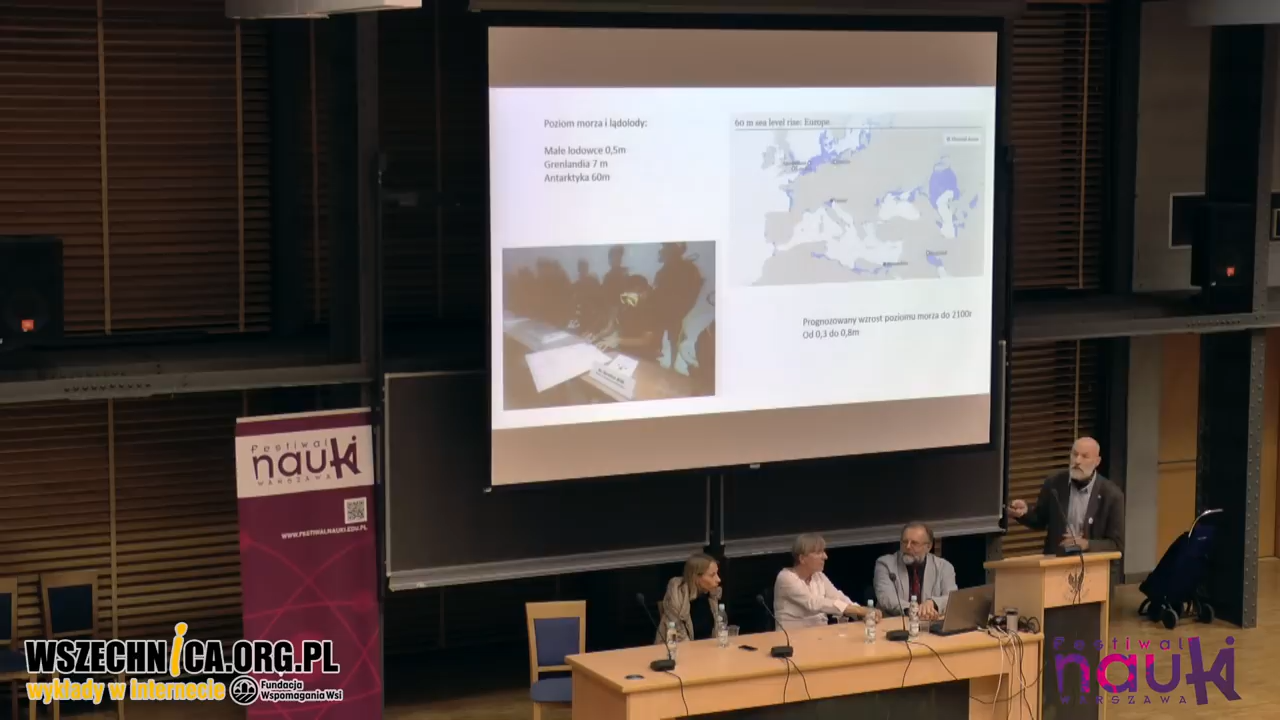 Poziom morza i lądolody:
Małe lodowce 0,5m
Grenlandia 7 m
Antarktyka 60m
60 m sea level rise: Europe
Prognozowany wzrost poziomu morza do 2100r
Od 0,3 do 0,8m
Festiwal
nauki
WARSZAWA
WWW.FESTIWALNAUKI.EDU.PL
WSZECHNICA.ORG.PL
wykłady w internecie
Fundacja
Wspomagania Wsi
Festiwal
nauki
WARSZAWA